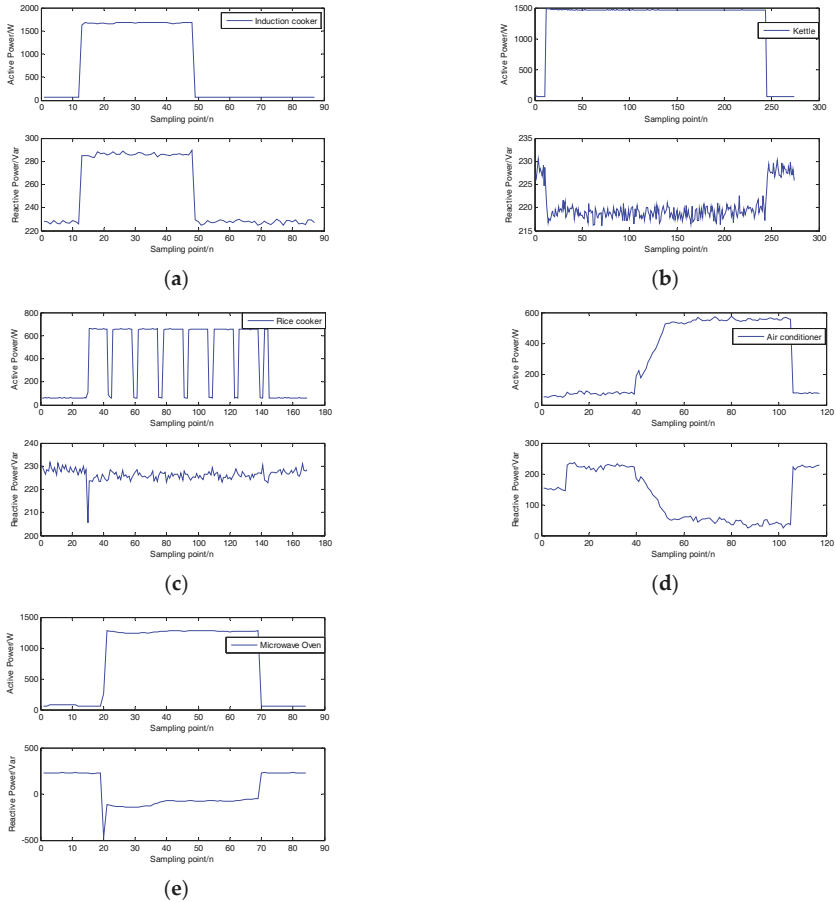 Induction cooker
Active Power/W
2000
1500
1000
500
0
0 10 20 30 40 50 60 70 80 90
Sampling point/n
Reactive Power/Var
300
280
260
240
220
0 10 20 30 40 50 60 70 80 90
Sampling point/n
(a)
Kettle
Active Power/W
1500
1000
500
0
0 50 100 150 200 250 300
Sampling point/n
Reactive Power/Var
235
230
225
220
215
0 50 100 150 200 250 300
Sampling point/n
(b)
Rice cooker
Active Power/W
800
600
400
200
0
0 20 40 60 80 100 120 140 160 180
Sampling point/n
Reactive Power/Var
240
230
220
210
200
0 20 40 60 80 100 120 140 160 180
Sampling point/n
(c)
Air conditioner
Active Power/W
600
400
200
0
0 20 40 60 80 100 120
Sampling point/n
Reactive Power/Var
300
200
100
0
0 20 40 60 80 100 120
Sampling point/n
(d)
Microwave Oven
Active Power/W
1500
1000
500
0
0 10 20 30 40 50 60 70 80 90
Sampling point/n
Reactive Power/Var
500
0
-500
0 10 20 30 40 50 60 70 80 90
Sampling point/n
(e)